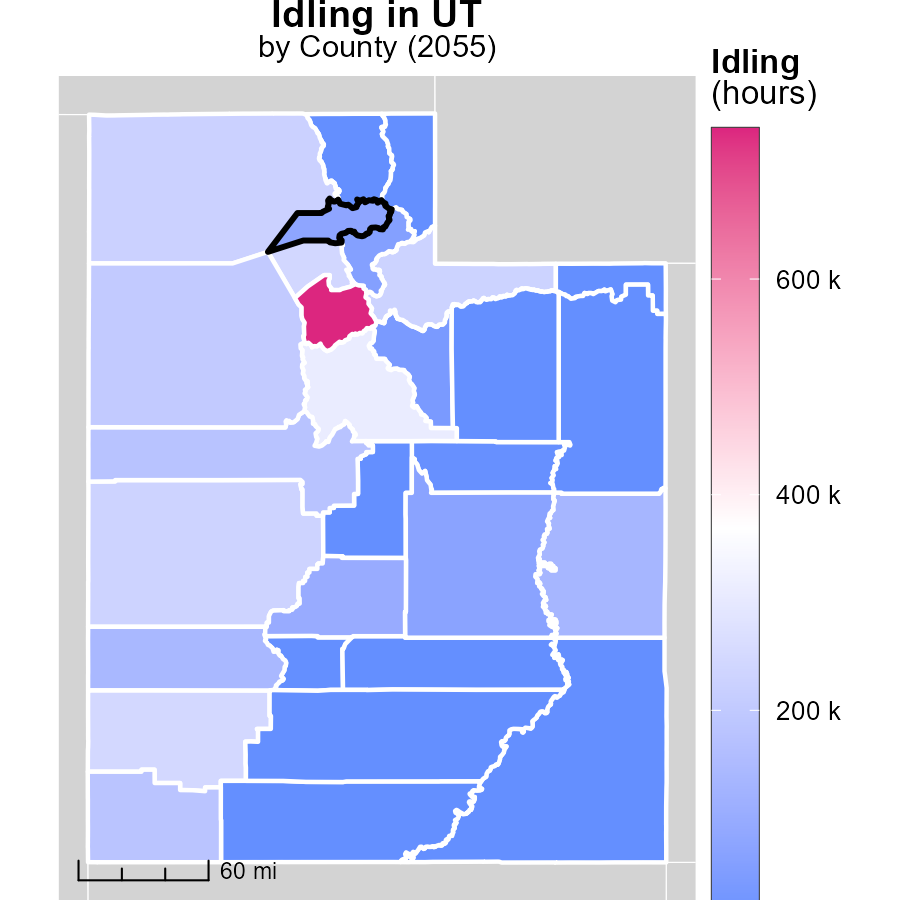 Idling in UT
by County (2055)
Idling
(hours)
600 k
400 k
200 k
60 mi